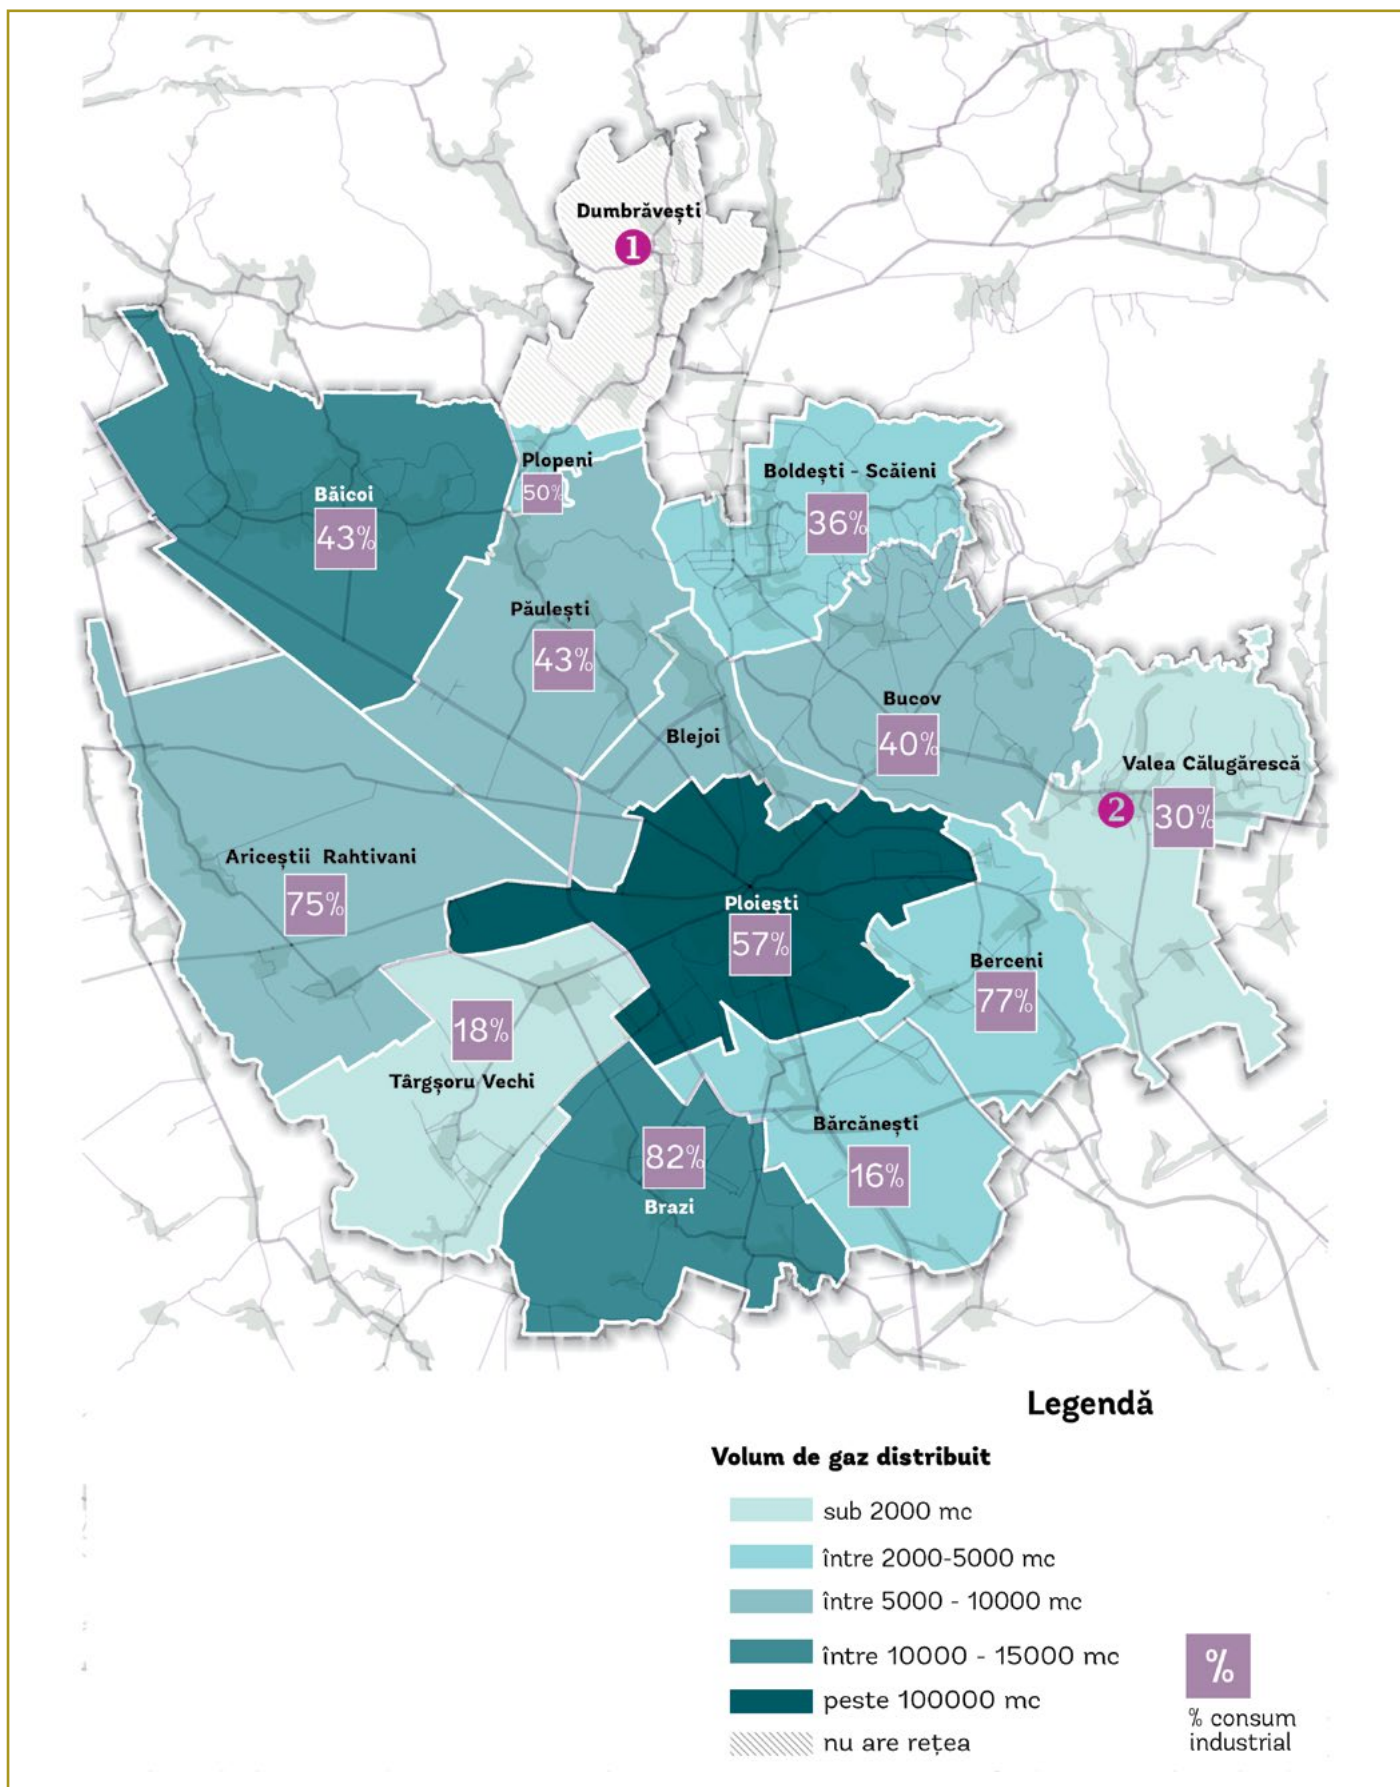 Dumbrăvești
1
Plopeni
50%
Boldești - Scăieni
36%
Băicoi
43%
Păulești
43%
Bucov
40%
Blejoi
Valea Călugărescă
2
30%
Ariceștii Rahtivani
75%
Ploiești
57%
Berceni
77%
18%
Târgșoru Vechi
Bărcănești
16%
82%
Brazi
Legendă
Volum de gaz distribuit
sub 2000 mc
între 2000-5000 mc
între 5000 - 10000 mc
între 10000 - 15000 mc
peste 100000 mc
nu are rețea
%
% consum
industrial